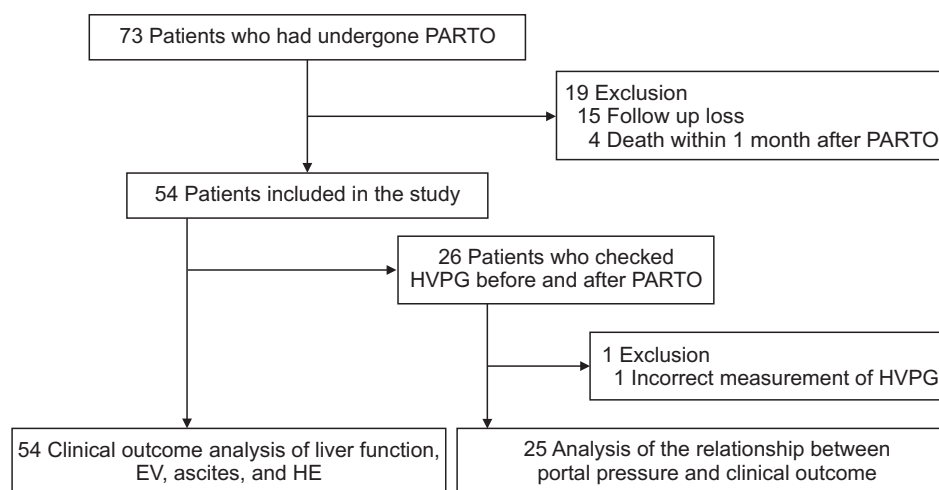 73 Patients who had undergone PARTO
19 Exclusion
15 Follow up loss
4 Death within 1 month after PARTO
54 Patients included in the study
26 Patients who checked
HVPG before and after PARTO
1 Exclusion
1 Incorrect measurement of HVPG
54 Clinical outcome analysis of liver function,
EV, ascites, and HE
25 Analysis of the relationship between
portal pressure and clinical outcome